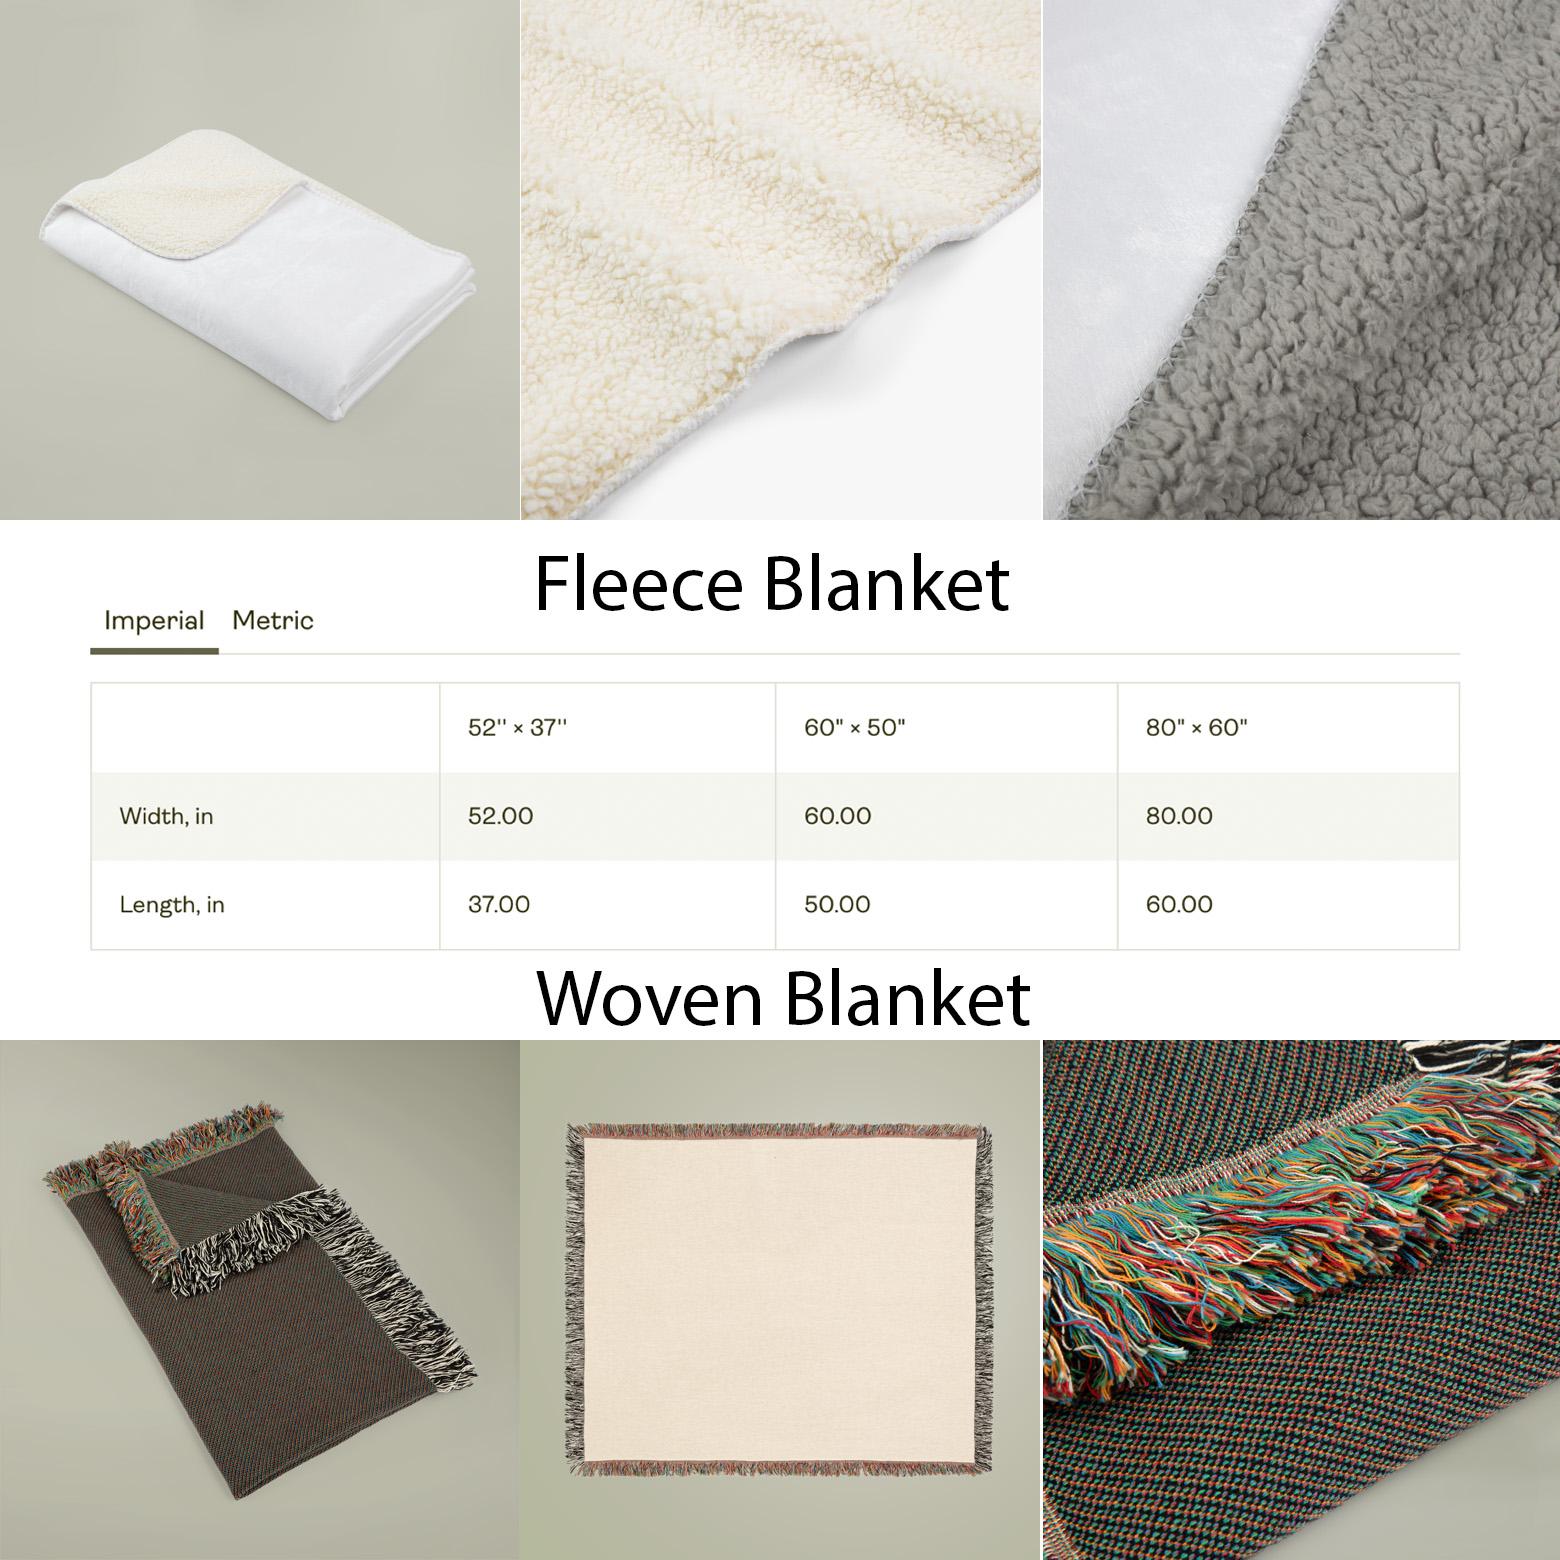 Fleece Blanket
Imperial Metric
52'' × 37'' 60" × 50" 80" × 60"
Width, in 52.00 60.00 80.00
Length, in 37.00 50.00 60.00
Woven Blanket